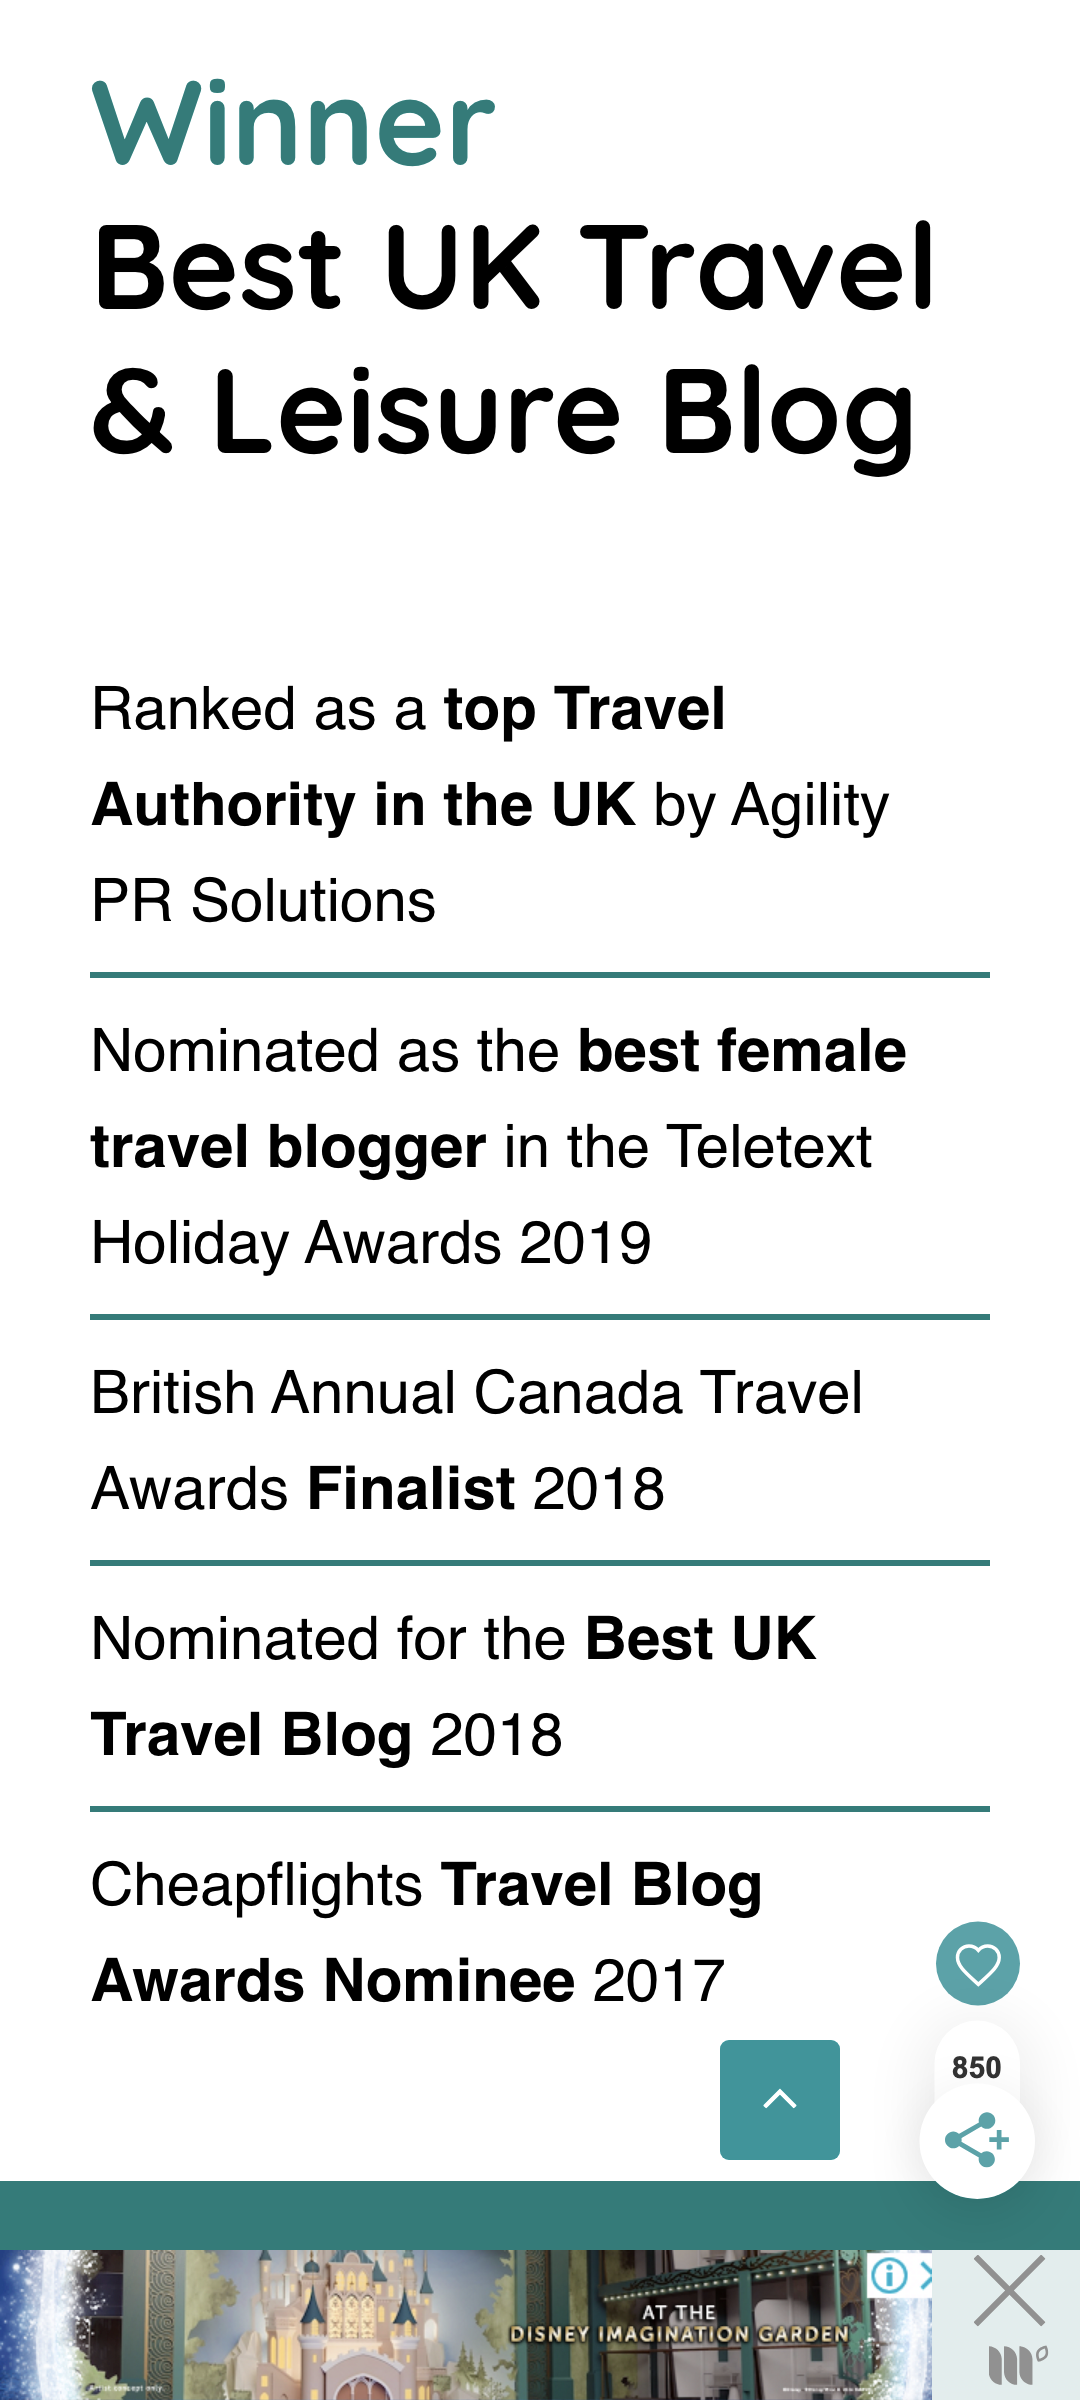 Winner
Best UK Travel
& Leisure Blog
Ranked as a top Travel
Authority in the UK by Agility
PR Solutions
Nominated as the best female
travel blogger in the Teletext
Holiday Awards 2019
British Annual Canada Travel
Awards Finalist 2018
Nominated for the Best UK
Travel Blog 2018
Cheapflights Travel Blog
Awards Nominee 2017
850
AT THE
DISNEY IMAGINATION GARDEN
Artist concept only.